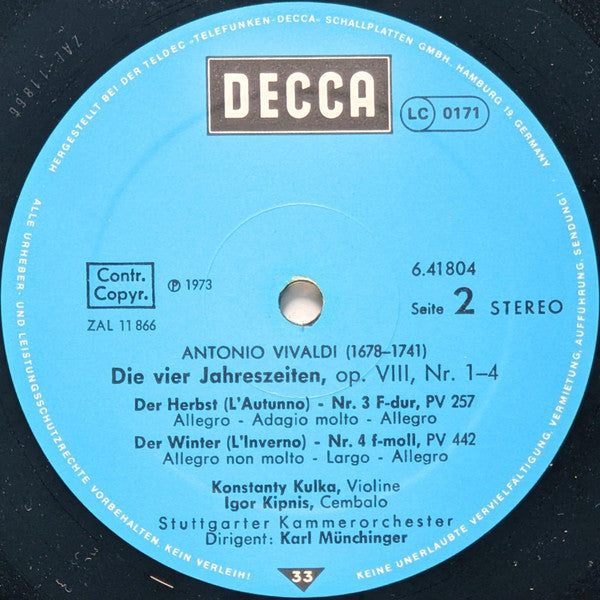 HERGESTELLT BEI DER TELDEC »TELEFUNKEN-DECCA« SCHALLPLATTEN GMBH., HAMBURG 19, GERMANY
ZAL-11866
DECCA
LC 0171
Contr.
Copyr.
℗ 1973
6.41804
ZAL 11 866
Seite 2 STEREO
ANTONIO VIVALDI (1678–1741)
Die vier Jahreszeiten, op. VIII, Nr. 1–4
Der Herbst (L'Autunno) - Nr. 3 F-dur, PV 257
Allegro - Adagio molto - Allegro
Der Winter (L'Inverno) - Nr. 4 f-moll, PV 442
Allegro non molto - Largo - Allegro
Konstanty Kulka, Violine
Igor Kipnis, Cembalo
Stuttgarter Kammerorchester
Dirigent: Karl Münchinger
33
ALLE URHEBER- UND LEISTUNGSSCHUTZRECHTE VORBEHALTEN. KEIN VERLEIH!
KEINE UNERLAUBTE VERVIELFÄLTIGUNG, VERMIETUNG, AUFFÜHRUNG, SENDUNG!